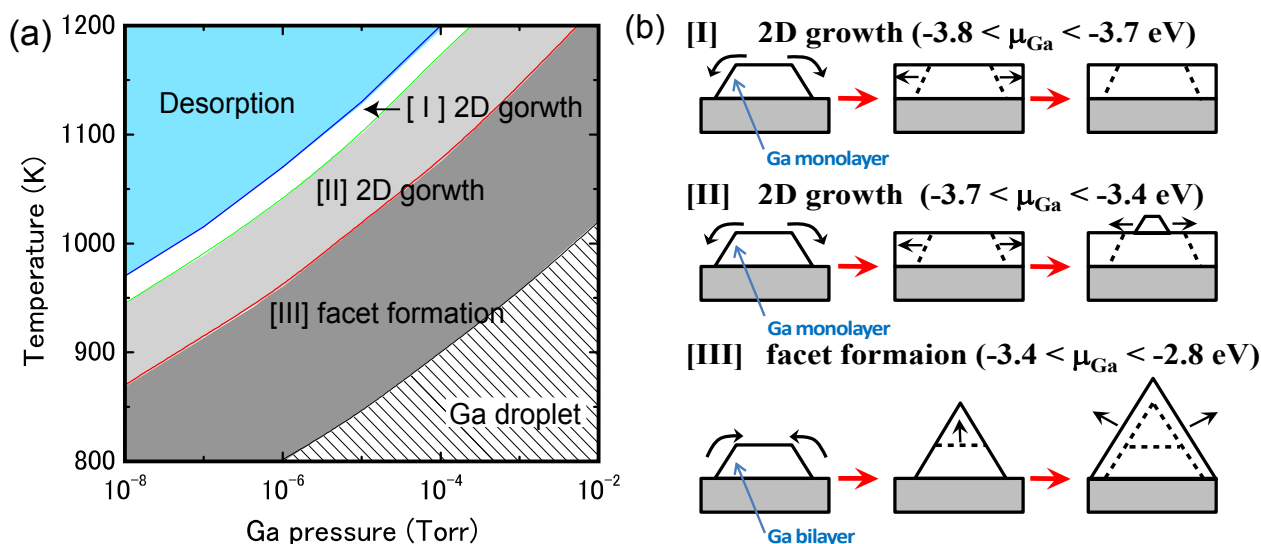 (a)
1200
1100
1000
900
800
Temperature (K)
Desorption
[ I ] 2D gorwth
[II] 2D gorwth
[III] facet formation
Ga droplet
10⁻⁸
10⁻⁶
10⁻⁴
10⁻²
Ga pressure (Torr)
(b)
[I] 2D growth (-3.8 < μGa < -3.7 eV)
Ga monolayer
[II] 2D growth (-3.7 < μGa < -3.4 eV)
Ga monolayer
[III] facet formaion (-3.4 < μGa < -2.8 eV)
Ga bilayer